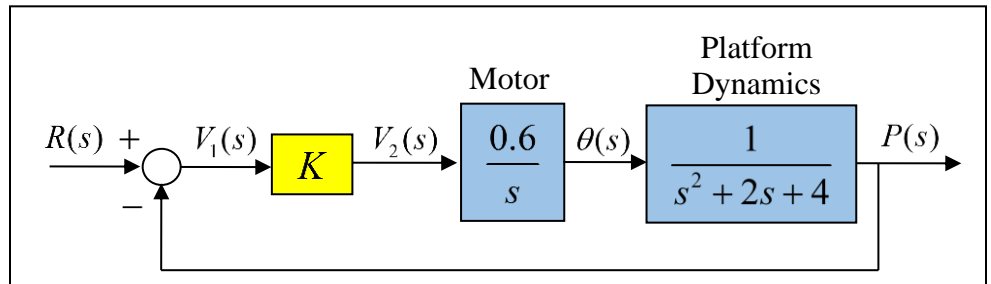 Platform
Dynamics
Motor
R(s) + V₁(s) K V₂(s) 0.6/s θ(s) 1/(s² + 2s + 4) P(s)
−